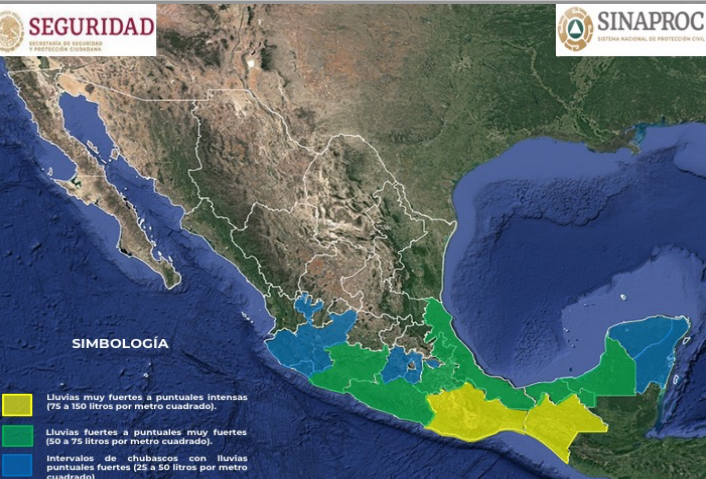 SEGURIDAD
SECRETARÍA DE SEGURIDAD
Y PROTECCIÓN CIUDADANA
SINAPROC
SISTEMA NACIONAL DE PROTECCIÓN CIVIL
SIMBOLOGÍA
Lluvias muy fuertes a puntuales intensas
(75 a 150 litros por metro cuadrado).
Lluvias fuertes a puntuales muy fuertes
(50 a 75 litros por metro cuadrado).
Intervalos de chubascos con lluvias
puntuales fuertes (25 a 50 litros por metro
cuadrado)